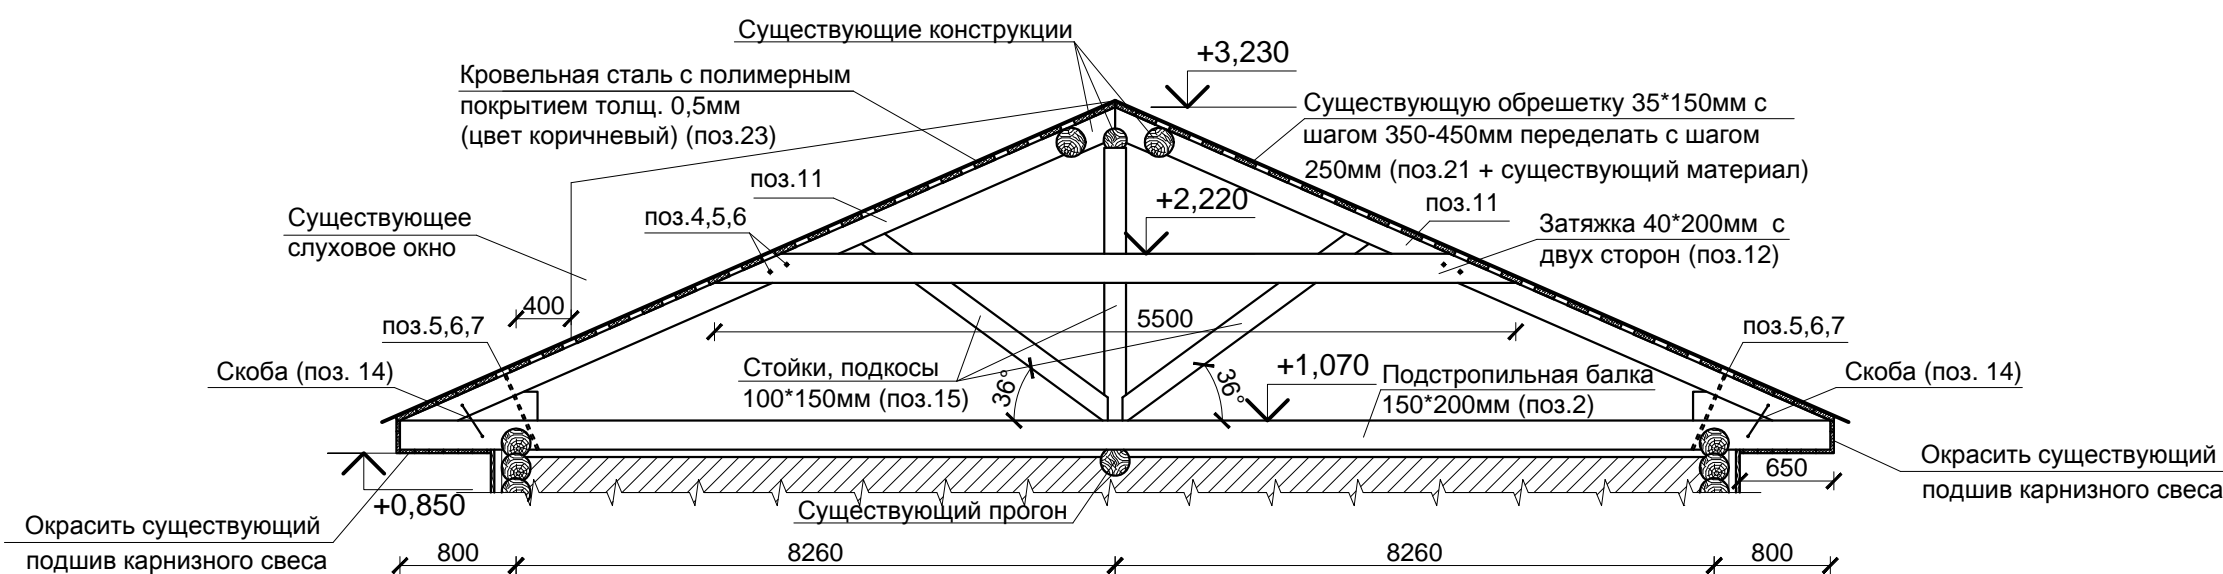 Существующие конструкции
+3,230
Кровельная сталь с полимерным
покрытием толщ. 0,5мм
(цвет коричневый) (поз.23)
Существующую обрешетку 35*150мм с
шагом 350-450мм переделать с шагом
250мм (поз.21 + существующий материал)
поз.11
+2,220
поз.11
Существующее
слуховое окно
поз.4,5,6
Затяжка 40*200мм с
двух сторон (поз.12)
400
поз.5,6,7
5500
поз.5,6,7
Скоба (поз. 14)
Стойки, подкосы
100*150мм (поз.15)
36°
36°
+1,070
Подстропильная балка
150*200мм (поз.2)
Скоба (поз. 14)
650
Окрасить существующий
подшив карнизного свеса
+0,850
Существующий прогон
Окрасить существующий
подшив карнизного свеса
800
8260
8260
800